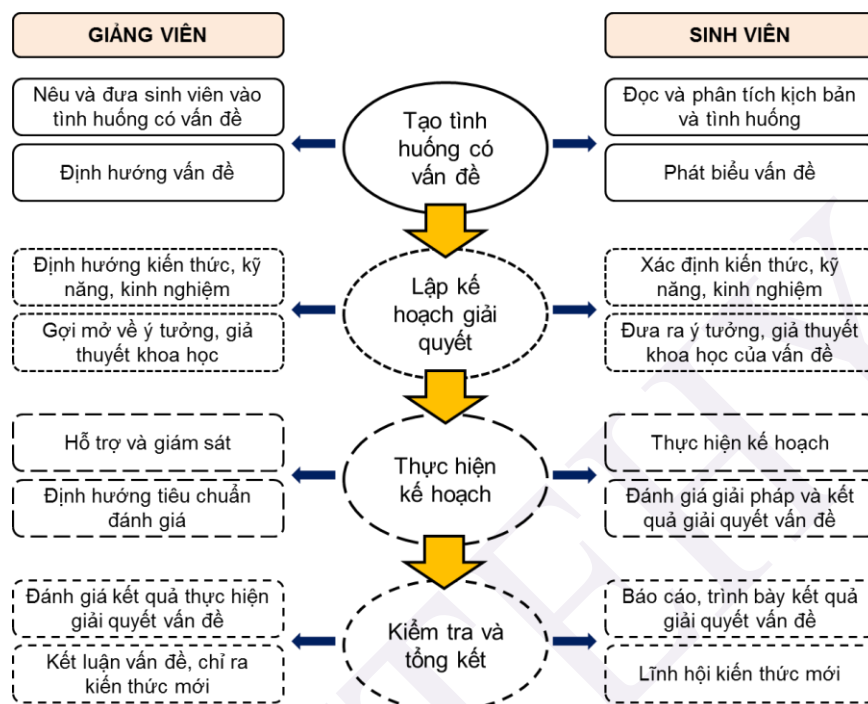 GIẢNG VIÊN
SINH VIÊN
Nêu và đưa sinh viên vào
tình huống có vấn đề
Định hướng vấn đề
Tạo tình
huống có
vấn đề
Đọc và phân tích kịch bản
và tình huống
Phát biểu vấn đề
Định hướng kiến thức, kỹ
năng, kinh nghiệm
Gợi mở về ý tưởng, giả
thuyết khoa học
Lập kế
hoạch giải
quyết
Xác định kiến thức, kỹ
năng, kinh nghiệm
Đưa ra ý tưởng, giả thuyết
khoa học của vấn đề
Hỗ trợ và giám sát
Định hướng tiêu chuẩn
đánh giá
Thực hiện
kế hoạch
Thực hiện kế hoạch
Đánh giá giải pháp và kết
quả giải quyết vấn đề
Đánh giá kết quả thực hiện
giải quyết vấn đề
Kết luận vấn đề, chỉ ra
kiến thức mới
Kiểm tra và
tổng kết
Báo cáo, trình bày kết quả
giải quyết vấn đề
Lĩnh hội kiến thức mới